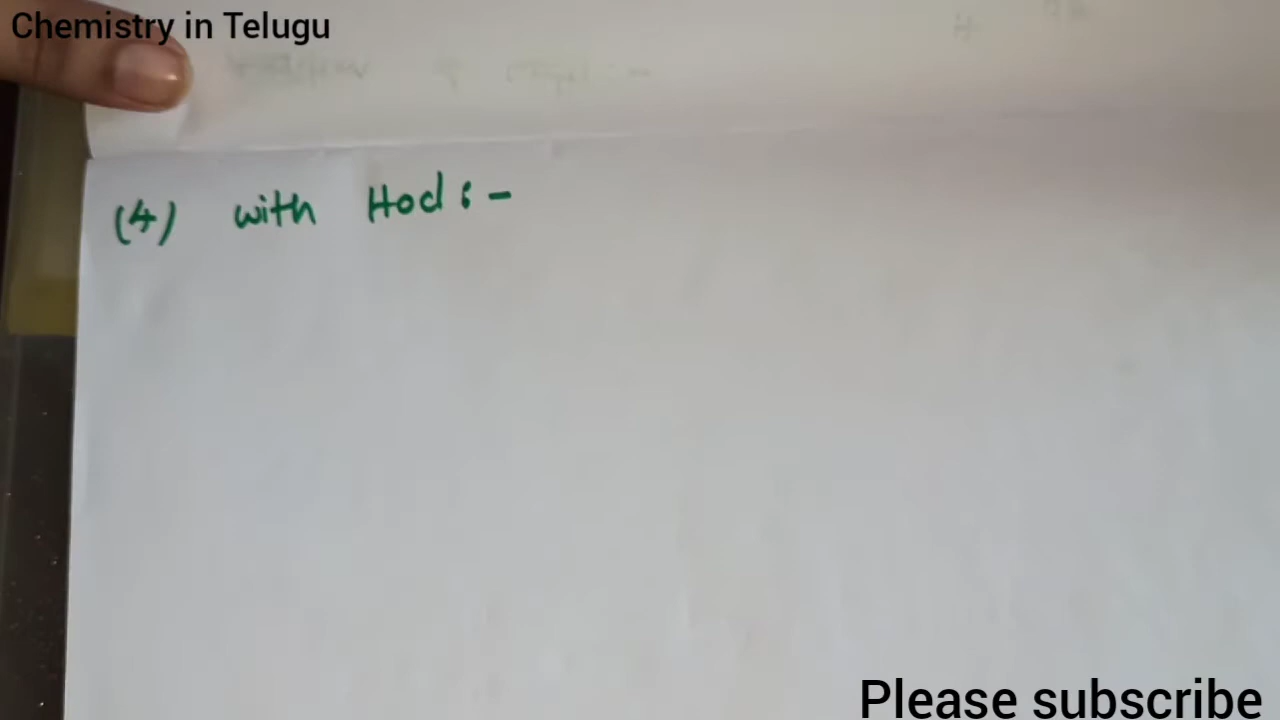 Chemistry in Telugu
(4) with Hocl :-
Please subscribe